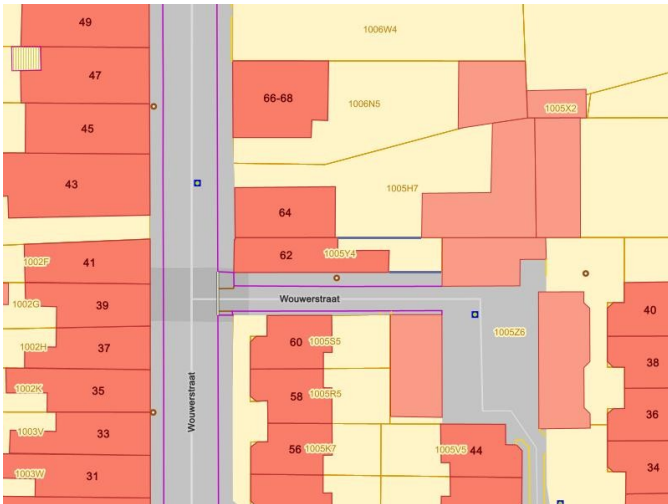 49
1006W4
47
66-68
1006N5
1005X2
45
43
1005H7
64
41
1002F
62
1005Y4
39
1002G
Wouwerstraat
1005Z6
40
37
1002H
60
1005S5
38
35
1002K
58
1005R5
36
Wouwerstraat
33
1003V
56
1005K7
1005V5
44
34
31
1003W